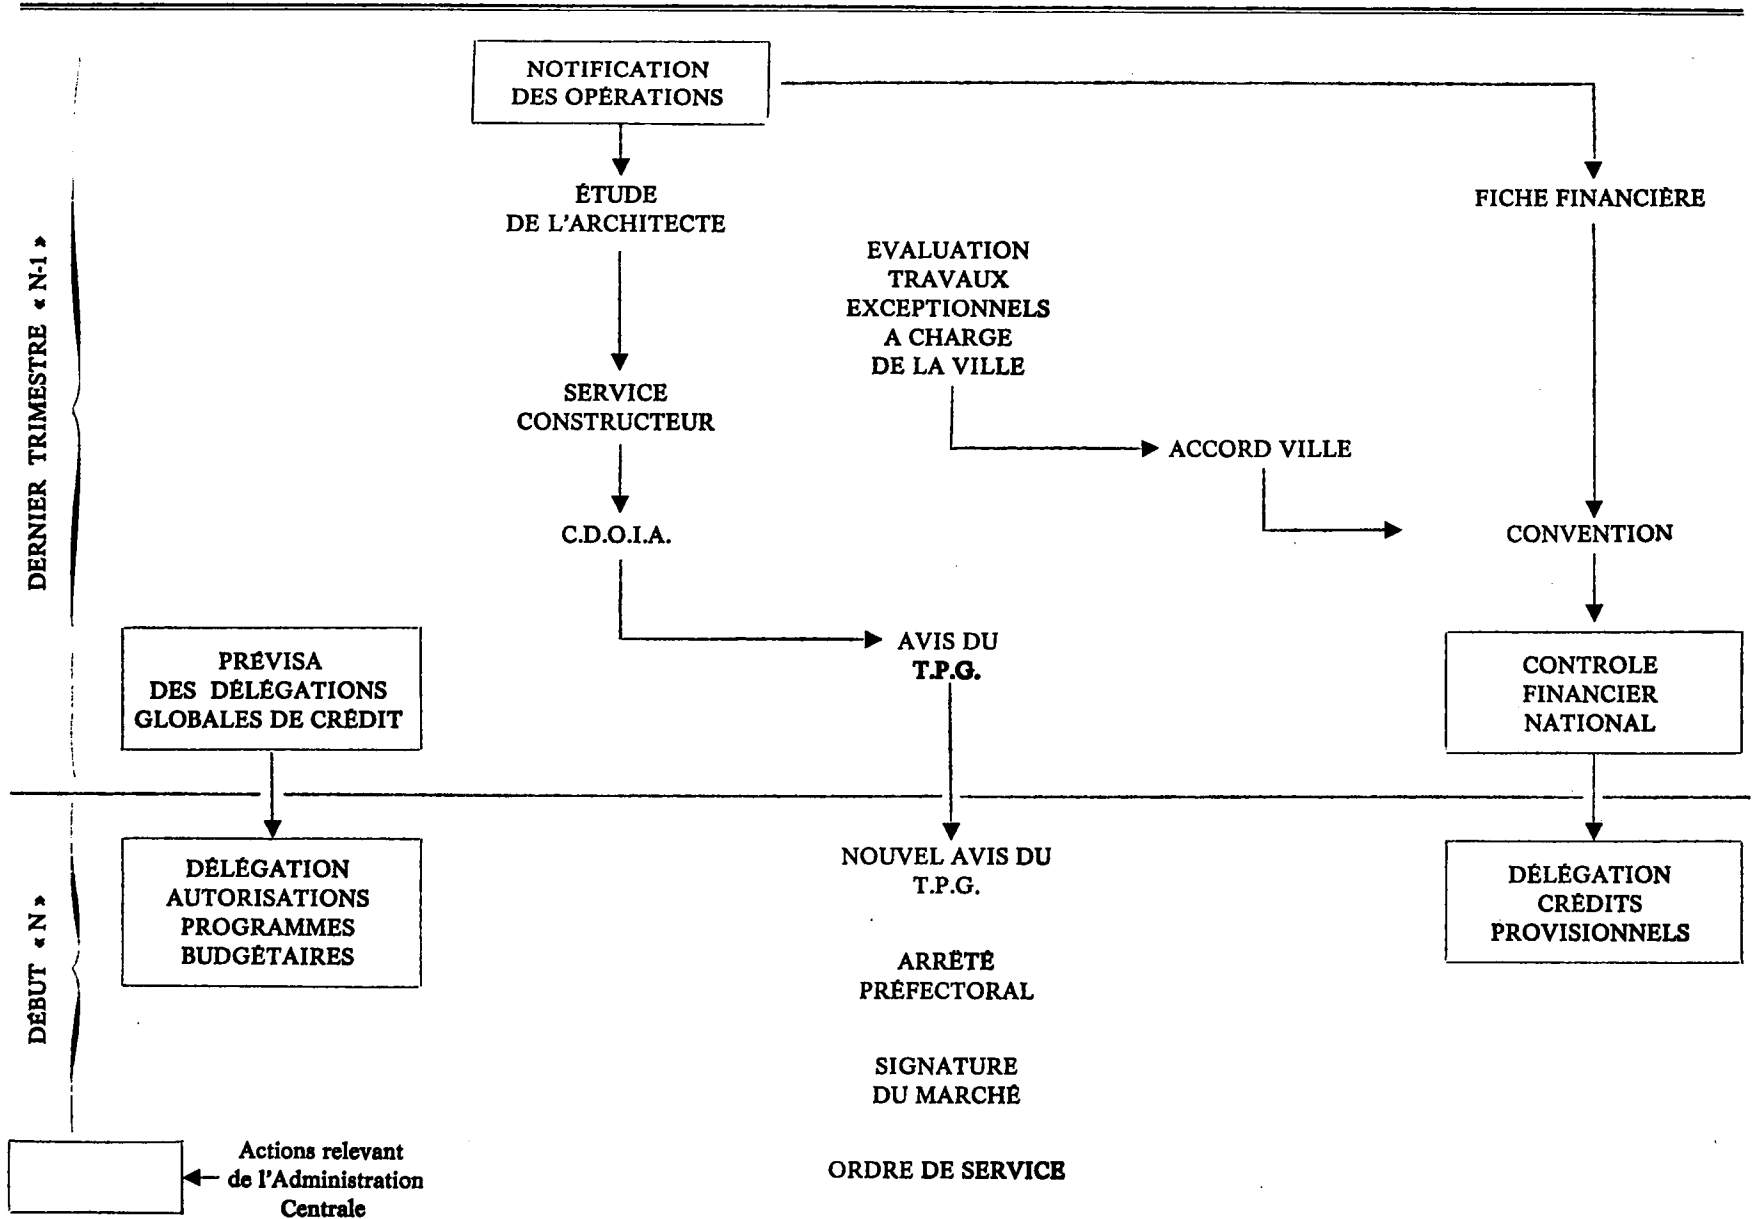 NOTIFICATION
DES OPÉRATIONS
ÉTUDE
DE L'ARCHITECTE
FICHE FINANCIÈRE
EVALUATION
TRAVAUX
EXCEPTIONNELS
A CHARGE
DE LA VILLE
DERNIER TRIMESTRE « N-1 »
SERVICE
CONSTRUCTEUR
ACCORD VILLE
C.D.O.I.A.
CONVENTION
AVIS DU
T.P.G.
PRÉVISA
DES DÉLÉGATIONS
GLOBALES DE CRÉDIT
CONTROLE
FINANCIER
NATIONAL
DÉBUT « N »
DÉLÉGATION
AUTORISATIONS
PROGRAMMES
BUDGÉTAIRES
NOUVEL AVIS DU
T.P.G.
DÉLÉGATION
CRÉDITS
PROVISIONNELS
ARRÊTÉ
PRÉFECTORAL
SIGNATURE
DU MARCHÉ
Actions relevant
de l'Administration
Centrale
ORDRE DE SERVICE